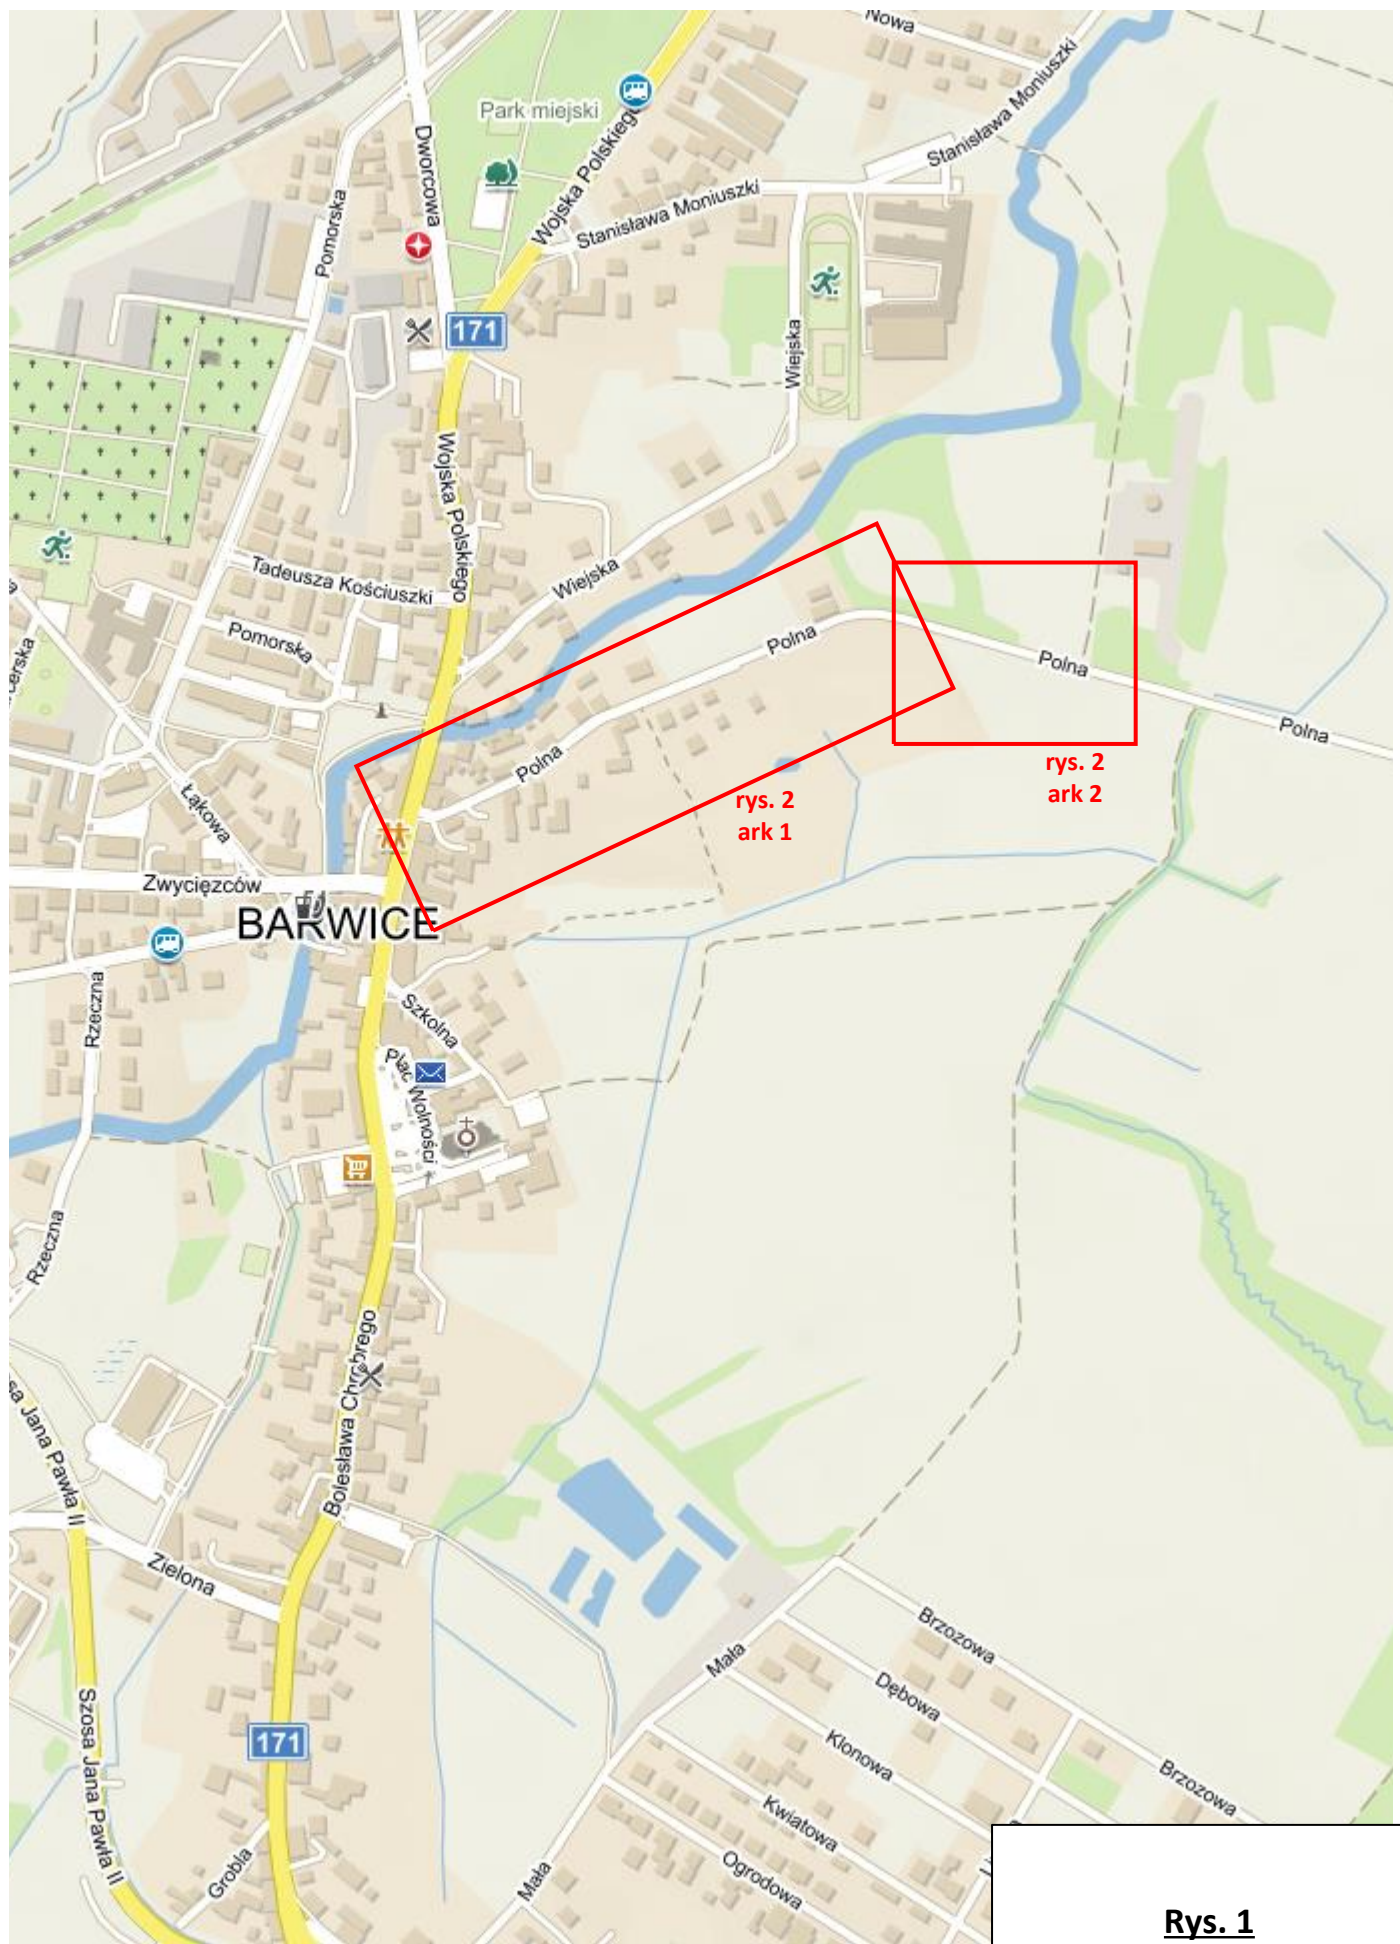 Nowa
Stanisława Moniuszki
Park miejski
Wojska Polskiego
Dworcowa
Stanisława Moniuszki
Pomorska
171
Wiejska
Wojska Polskiego
Tadeusza Kościuszki
Wiejska
Pomorska
Polna
Polna
Polna
Polna
rys. 2
ark 1
rys. 2
ark 2
Łąkowa
Zwycięzców
BARWICE
Rzeczna
Szkolna
Plac Wolności
Rzeczna
Bolesława Chrobrego
sa Jana Pawła II
Zielona
Brzozowa
Mała
Dębowa
Szosa Jana Pawła II
171
Klonowa
Brzozowa
Kwiatowa
Ogrodowa
Grobla
Mała
Rys. 1